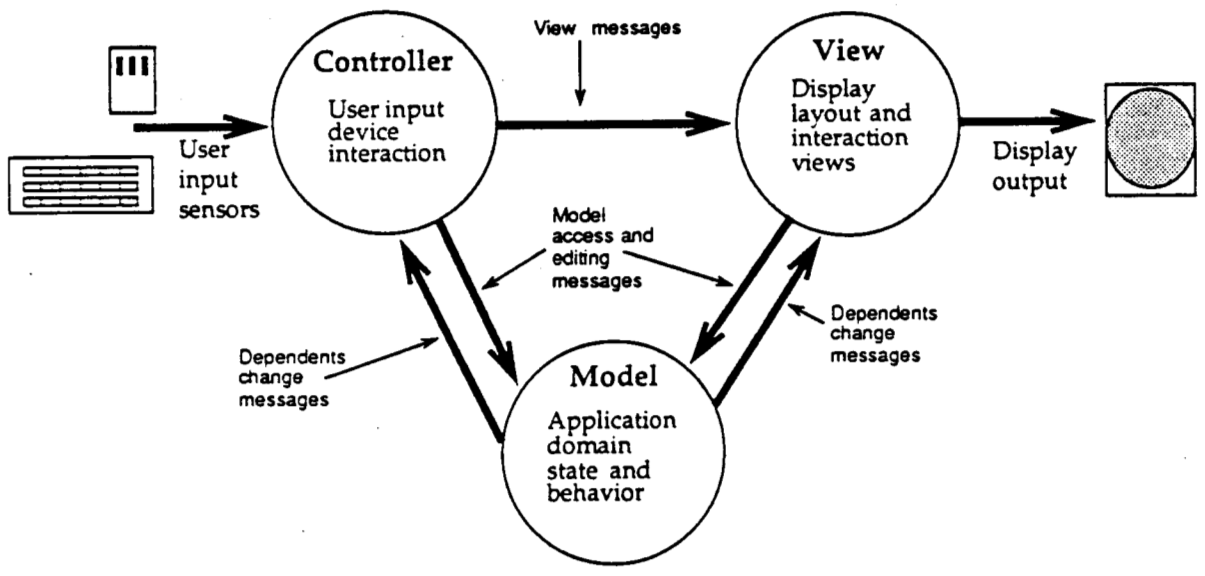 View messages
Controller
User input
device
interaction
View
Display
layout and
interaction
views
User
input
sensors
Display
output
Model
access and
editing
messages
Dependents
change
messages
Dependents
change
messages
Model
Application
domain
state and
behavior